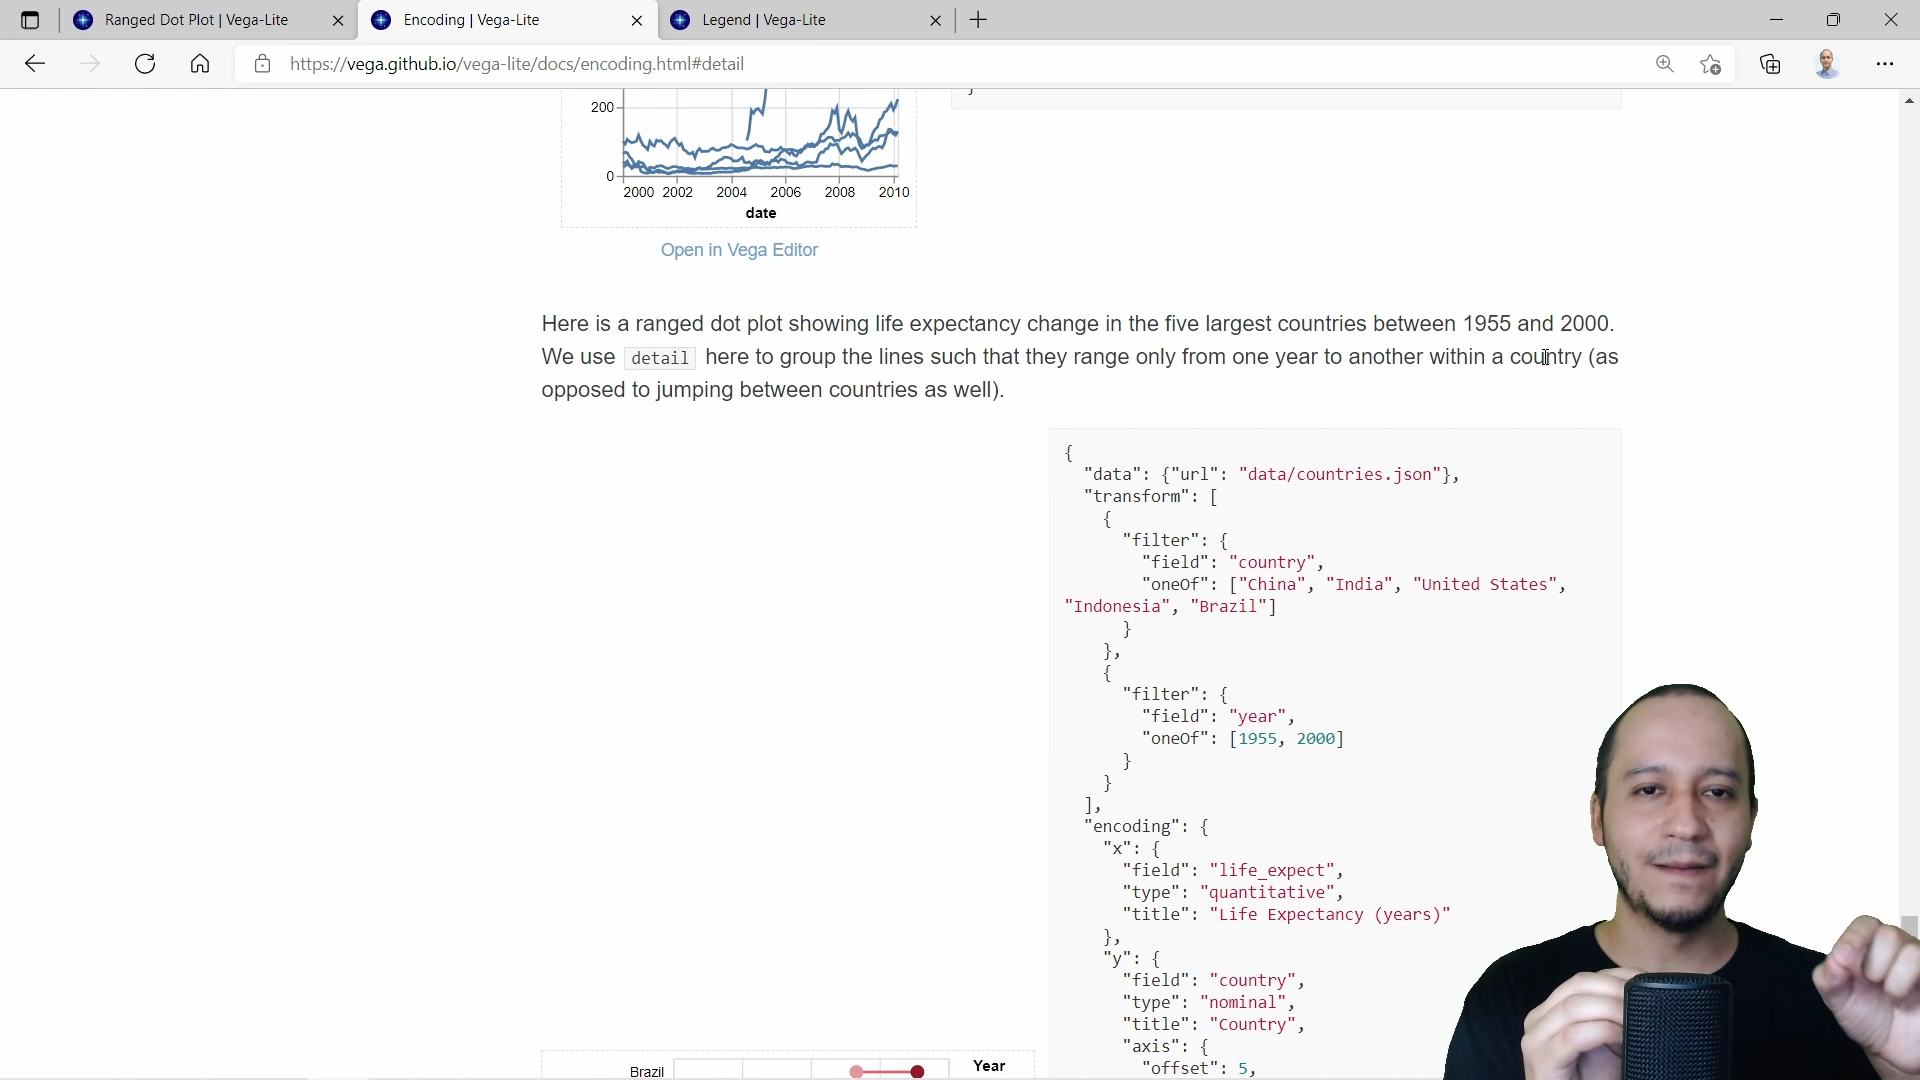 Ranged Dot Plot | Vega-Lite
Encoding | Vega-Lite
Legend | Vega-Lite
https://vega.github.io/vega-lite/docs/encoding.html#detail
}
200
0
2000 2002 2004 2006 2008 2010
date
Open in Vega Editor
Here is a ranged dot plot showing life expectancy change in the five largest countries between 1955 and 2000.
We use detail here to group the lines such that they range only from one year to another within a country (as
opposed to jumping between countries as well).
{
"data": {"url": "data/countries.json"},
"transform": [
{
"filter": {
"field": "country",
"oneOf": ["China", "India", "United States",
"Indonesia", "Brazil"]
}
},
{
"filter": {
"field": "year",
"oneOf": [1955, 2000]
}
}
],
"encoding": {
"x": {
"field": "life_expect",
"type": "quantitative",
"title": "Life Expectancy (years)"
},
"y": {
"field": "country",
"type": "nominal",
"title": "Country",
"axis": {
"offset": 5,
Brazil
Year